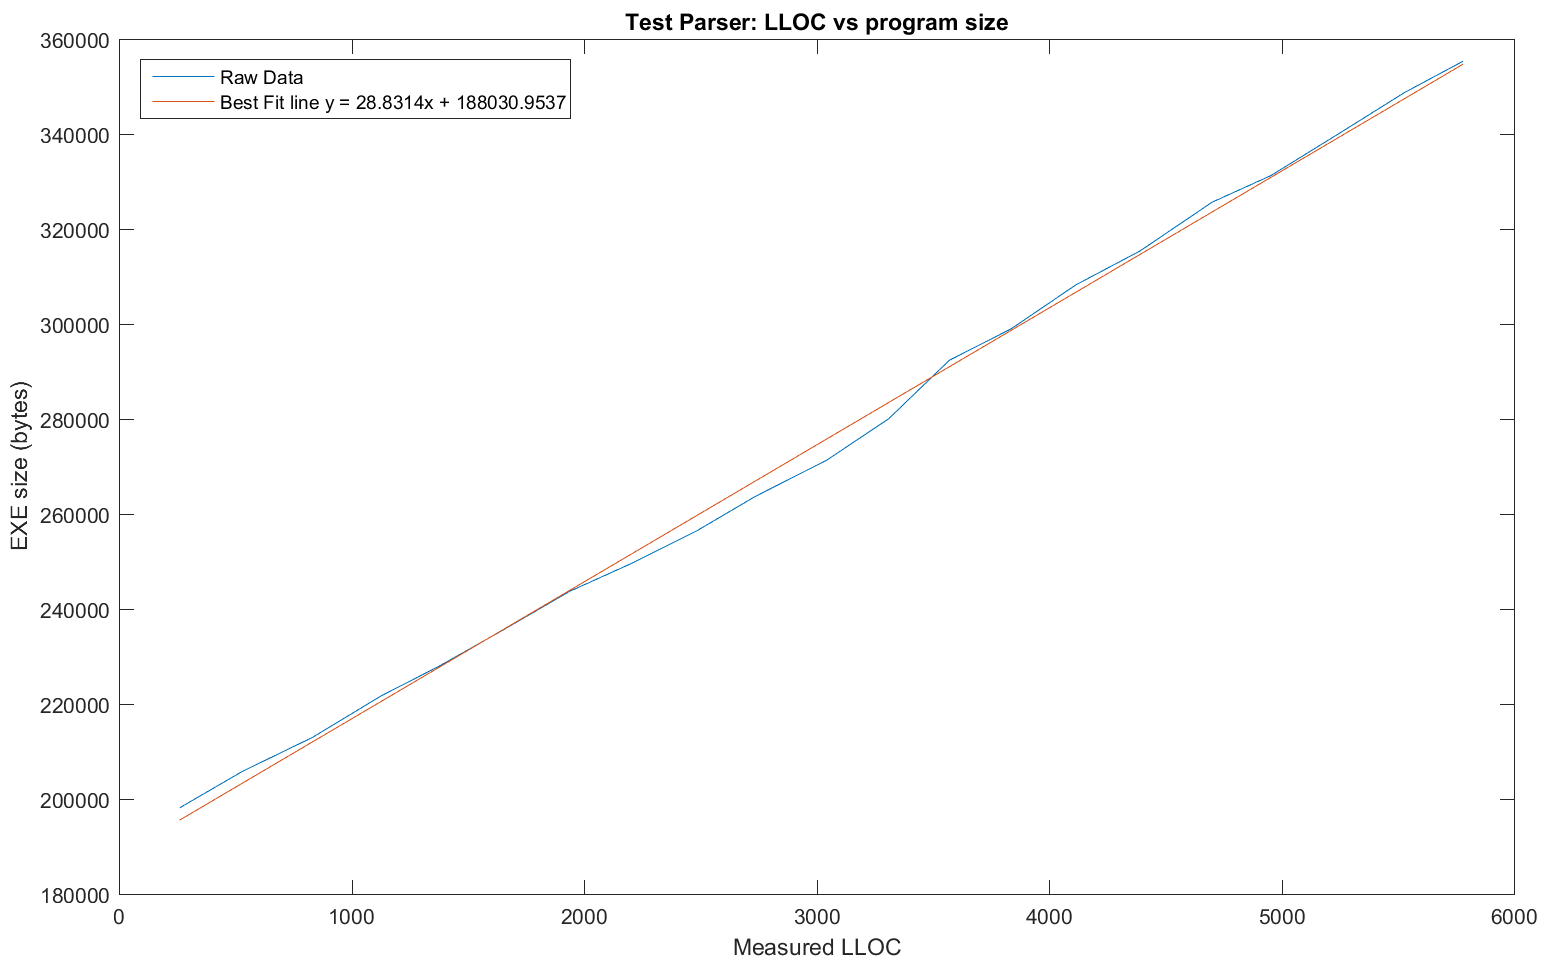 Test Parser: LLOC vs program size
Raw Data
Best Fit line y = 28.8314x + 188030.9537
EXE size (bytes)
360000
340000
320000
300000
280000
260000
240000
220000
200000
180000
0 1000 2000 3000 4000 5000 6000
Measured LLOC